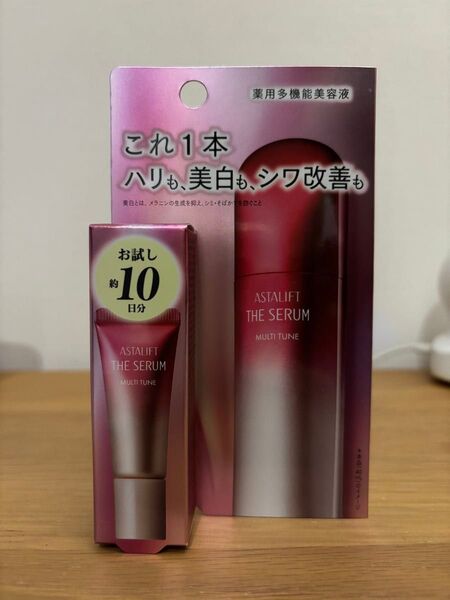 薬用多機能美容液
これ1本
ハリも、美白も、シワ改善も
美白とは、メラニンの生成を抑え、シミ・そばかすを防ぐこと
ASTALIFT
THE SERUM
MULTI TUNE
お試し
約10日分
ASTALIFT
THE SERUM
MULTI TUNE